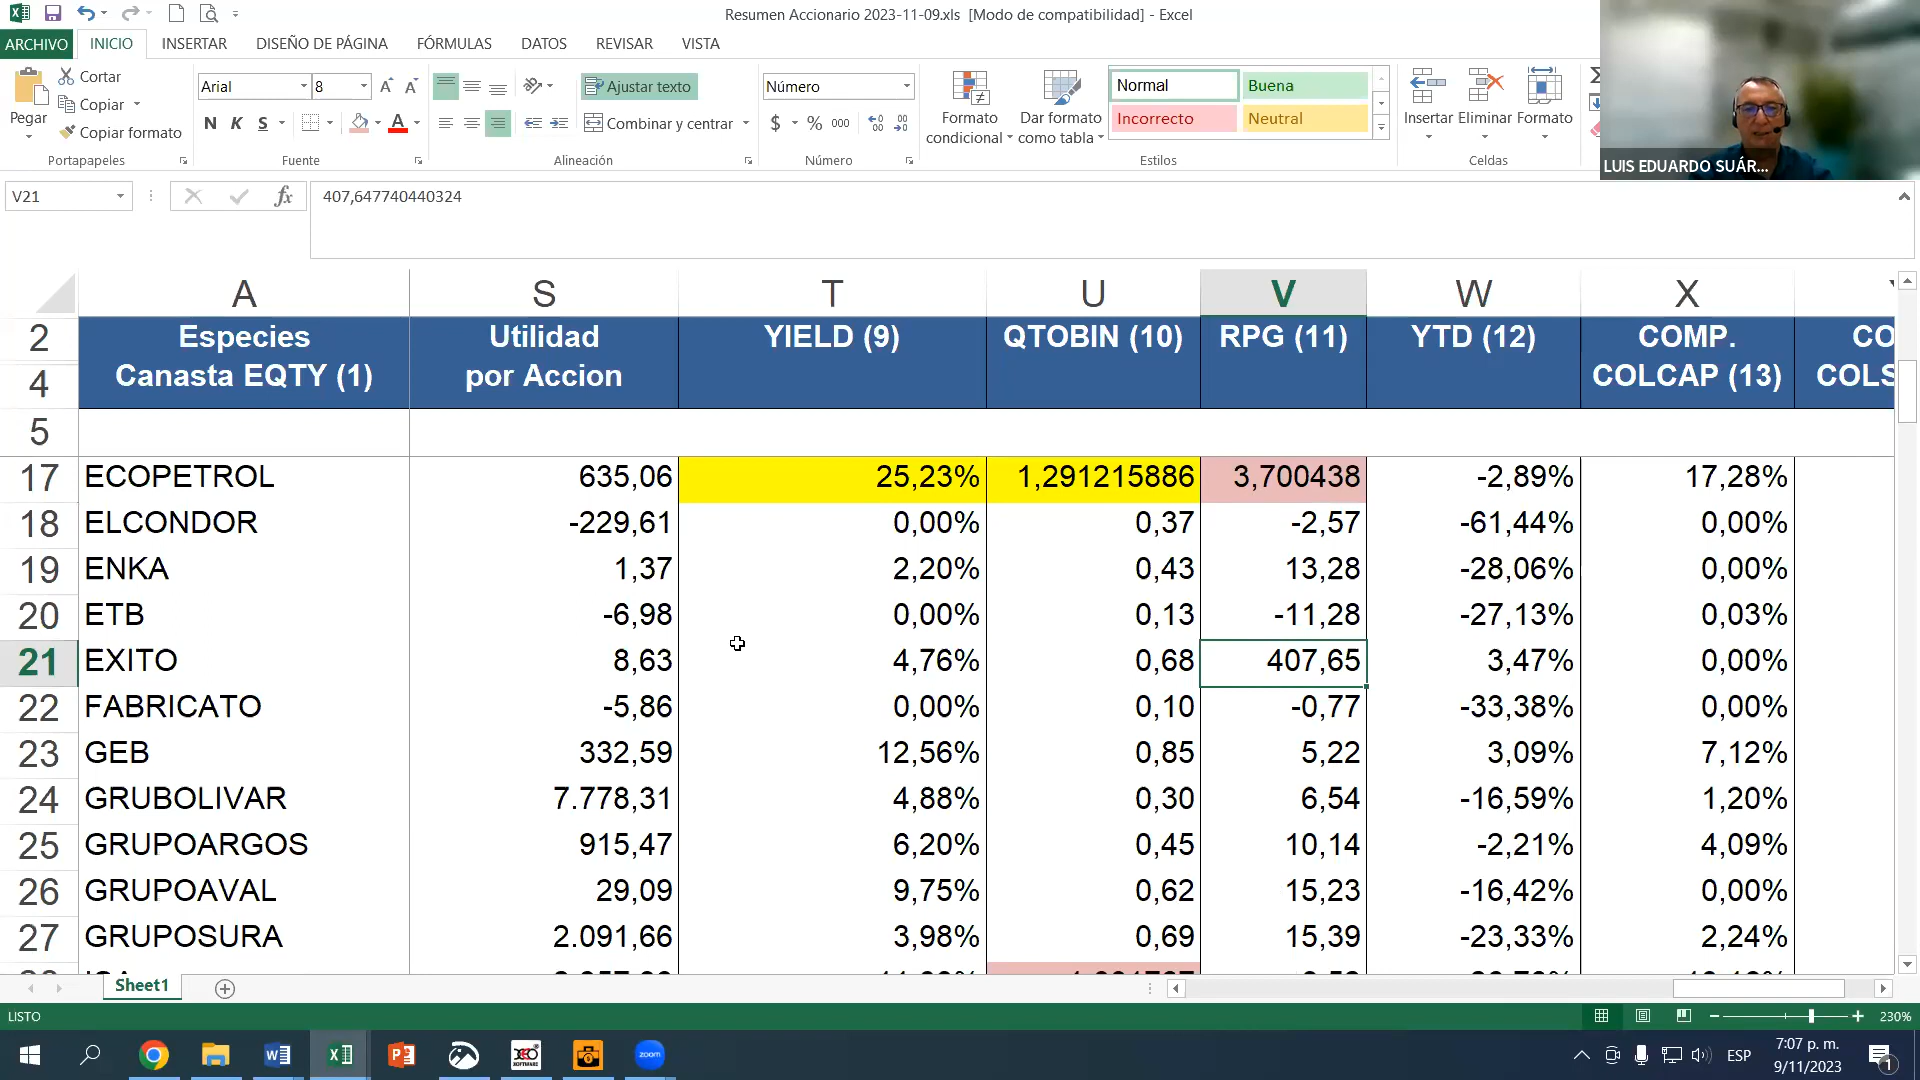 Resumen Accionario 2023-11-09.xls [Modo de compatibilidad] - Excel
ARCHIVO INICIO INSERTAR DISEÑO DE PÁGINA FÓRMULAS DATOS REVISAR VISTA
Pegar
Cortar
Copiar
Copiar formato
Portapapeles
Arial 8
N K S
Fuente
Ajustar texto
Combinar y centrar
Alineación
Número
$ % 000
Número
Formato condicional
Dar formato como tabla
Normal Buena
Incorrecto Neutral
Estilos
Insertar Eliminar Formato
Celdas
LUIS EDUARDO SUÁR...
V21 fx 407,647740440324
A S T U V W X
2 Especies Utilidad YIELD (9) QTOBIN (10) RPG (11) YTD (12) COMP. CO
4 Canasta EQTY (1) por Accion COLCAP (13) COLS
5
17 ECOPETROL 635,06 25,23% 1,291215886 3,700438 -2,89% 17,28%
18 ELCONDOR -229,61 0,00% 0,37 -2,57 -61,44% 0,00%
19 ENKA 1,37 2,20% 0,43 13,28 -28,06% 0,00%
20 ETB -6,98 0,00% 0,13 -11,28 -27,13% 0,03%
21 EXITO 8,63 4,76% 0,68 407,65 3,47% 0,00%
22 FABRICATO -5,86 0,00% 0,10 -0,77 -33,38% 0,00%
23 GEB 332,59 12,56% 0,85 5,22 3,09% 7,12%
24 GRUBOLIVAR 7.778,31 4,88% 0,30 6,54 -16,59% 1,20%
25 GRUPOARGOS 915,47 6,20% 0,45 10,14 -2,21% 4,09%
26 GRUPOAVAL 29,09 9,75% 0,62 15,23 -16,42% 0,00%
27 GRUPOSURA 2.091,66 3,98% 0,69 15,39 -23,33% 2,24%
Sheet1
LISTO
230%
zoom
ESP
7:07 p. m.
9/11/2023
1